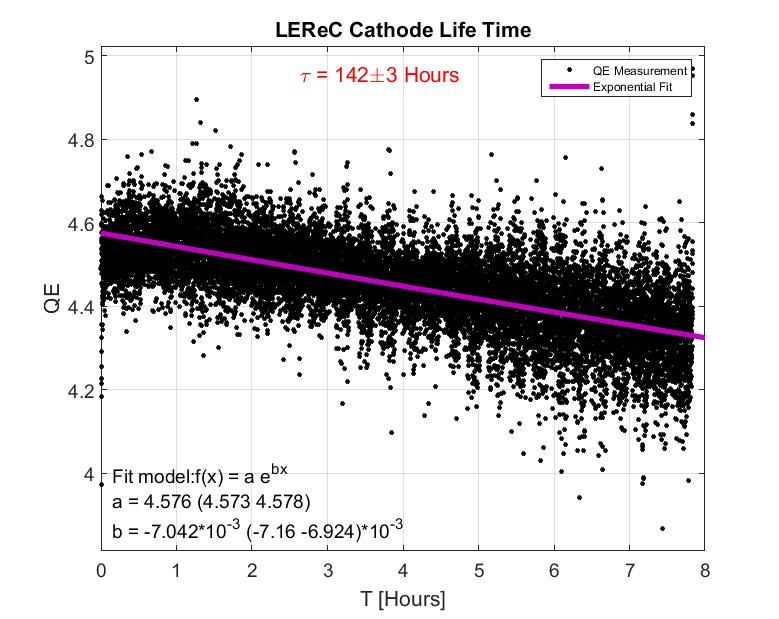 LEReC Cathode Life Time
τ = 142±3 Hours
QE Measurement
Exponential Fit
5
4.8
4.6
4.4
4.2
4
QE
Fit model:f(x) = a e^bx
a = 4.576 (4.573 4.578)
b = -7.042*10^-3 (-7.16 -6.924)*10^-3
0 1 2 3 4 5 6 7 8
T [Hours]